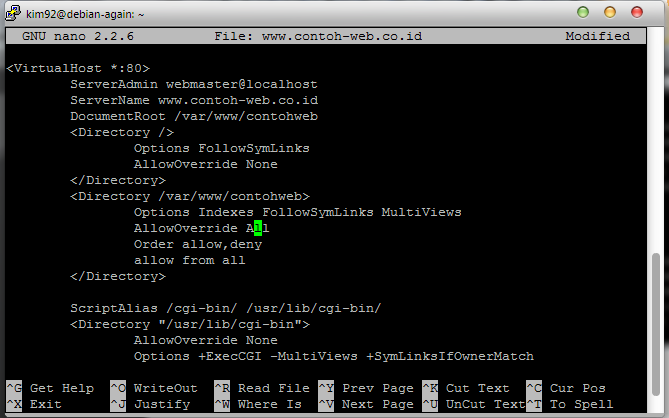 kim92@debian-again: ~
GNU nano 2.2.6 File: www.contoh-web.co.id Modified
<VirtualHost *:80>
ServerAdmin webmaster@localhost
ServerName www.contoh-web.co.id
DocumentRoot /var/www/contohweb
<Directory />
Options FollowSymLinks
AllowOverride None
</Directory>
<Directory /var/www/contohweb>
Options Indexes FollowSymLinks MultiViews
AllowOverride All
Order allow,deny
allow from all
</Directory>
ScriptAlias /cgi-bin/ /usr/lib/cgi-bin/
<Directory "/usr/lib/cgi-bin">
AllowOverride None
Options +ExecCGI -MultiViews +SymLinksIfOwnerMatch
^G Get Help ^O WriteOut ^R Read File ^Y Prev Page ^K Cut Text ^C Cur Pos
^X Exit ^J Justify ^W Where Is ^V Next Page ^U UnCut Text ^T To Spell